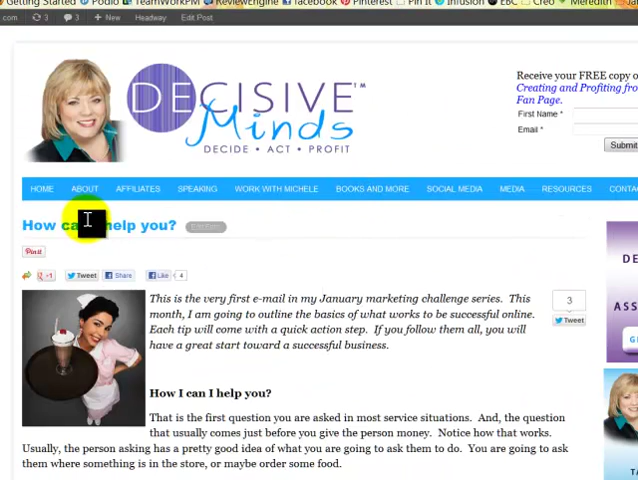 Getting Started Podio TeamWorkPM ReviewEngine facebook Pinterest Pin It Infusion EBC Creo Meredith
.com 3 3 + New Headway Edit Post
DECISIVE™
Minds
DECIDE • ACT • PROFIT
Receive your FREE copy o
Creating and Profiting from
Fan Page.
First Name *
Email *
Submit
HOME ABOUT AFFILIATES SPEAKING WORK WITH MICHELE BOOKS AND MORE SOCIAL MEDIA MEDIA RESOURCES CONTA
How ca help you?
Pin it
+1 Tweet Share Like 4
This is the very first e-mail in my January marketing challenge series. This
month, I am going to outline the basics of what works to be successful online.
Each tip will come with a quick action step. If you follow them all, you will
have a great start toward a successful business.
3
Tweet
How I can I help you?
That is the first question you are asked in most service situations. And, the question
that usually comes just before you give the person money. Notice how that works.
Usually, the person asking has a pretty good idea of what you are going to ask them to do. You are going to ask
them where something is in the store, or maybe order some food.
DE
ASS
G
TA